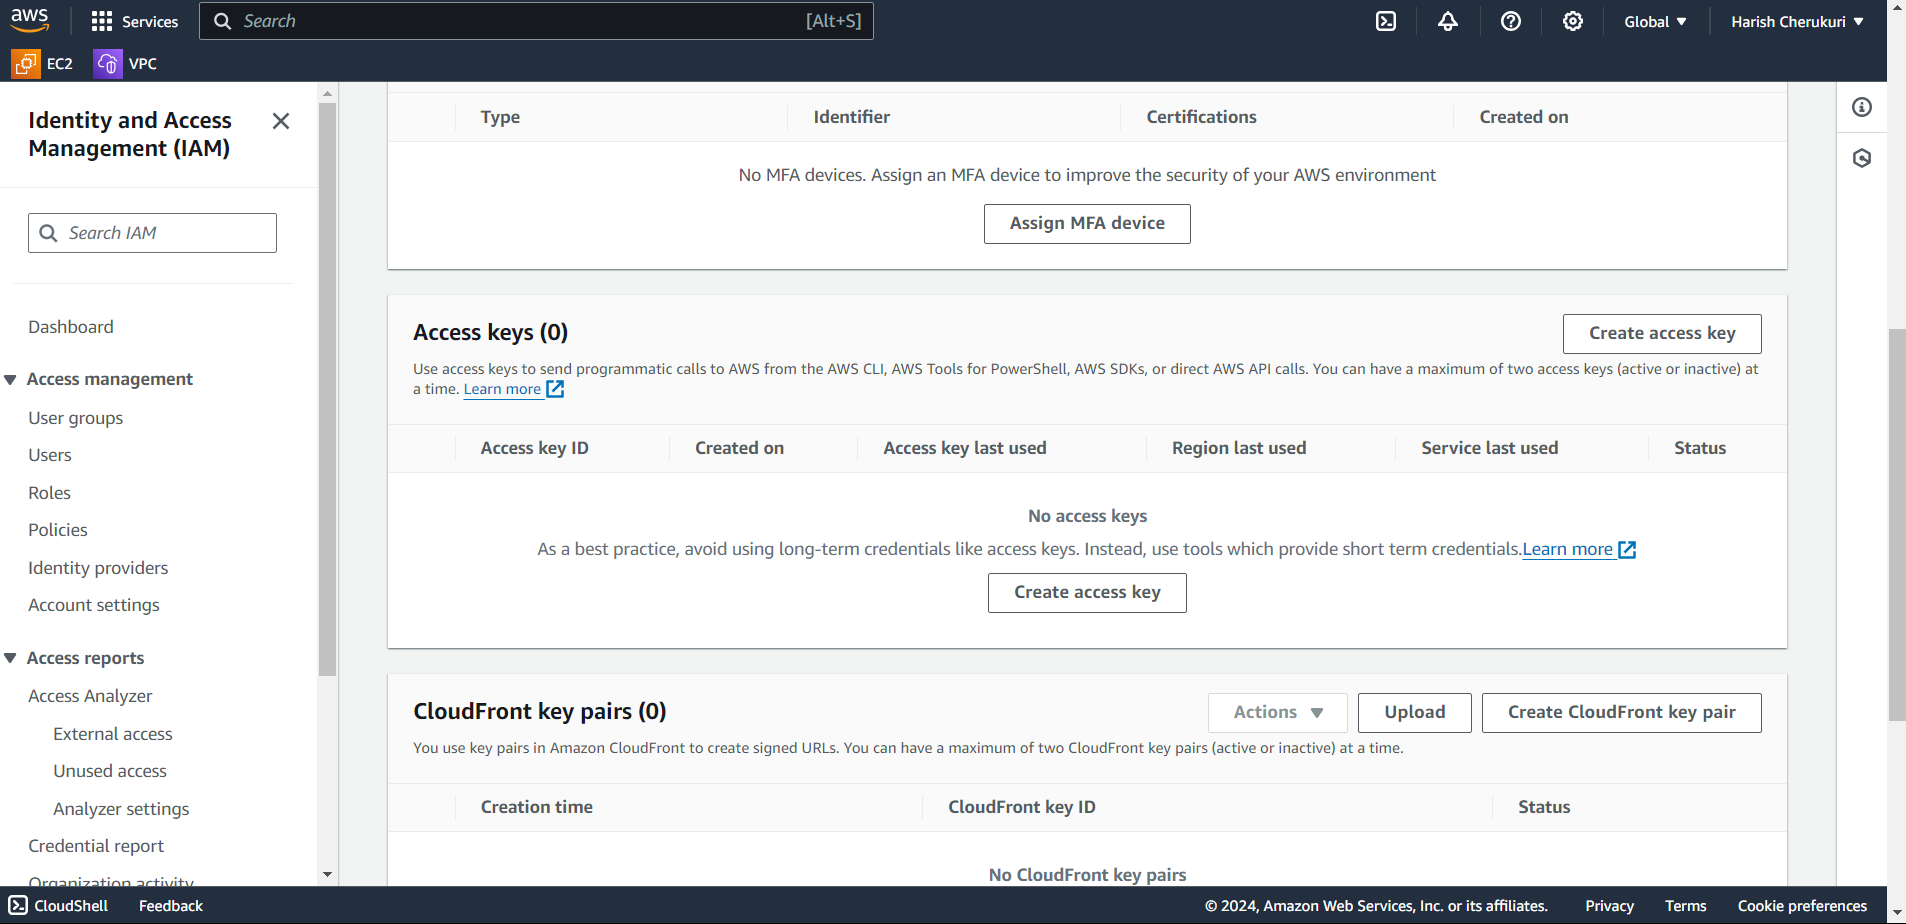 aws
Services
Search
[Alt+S]
Global
Harish Cherukuri
EC2
VPC
Identity and Access
Management (IAM)
Search IAM
Dashboard
Access management
User groups
Users
Roles
Policies
Identity providers
Account settings
Access reports
Access Analyzer
External access
Unused access
Analyzer settings
Credential report
Organization activity
Type
Identifier
Certifications
Created on
No MFA devices. Assign an MFA device to improve the security of your AWS environment
Assign MFA device
Access keys (0)
Create access key
Use access keys to send programmatic calls to AWS from the AWS CLI, AWS Tools for PowerShell, AWS SDKs, or direct AWS API calls. You can have a maximum of two access keys (active or inactive) at
a time. Learn more
Access key ID
Created on
Access key last used
Region last used
Service last used
Status
No access keys
As a best practice, avoid using long-term credentials like access keys. Instead, use tools which provide short term credentials.Learn more
Create access key
CloudFront key pairs (0)
Actions
Upload
Create CloudFront key pair
You use key pairs in Amazon CloudFront to create signed URLs. You can have a maximum of two CloudFront key pairs (active or inactive) at a time.
Creation time
CloudFront key ID
Status
No CloudFront key pairs
CloudShell
Feedback
© 2024, Amazon Web Services, Inc. or its affiliates.
Privacy
Terms
Cookie preferences